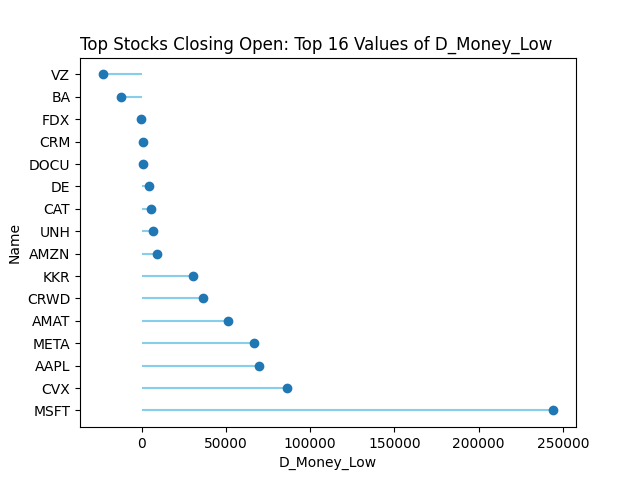 Top Stocks Closing Open: Top 16 Values of D_Money_Low
VZ
BA
FDX
CRM
DOCU
DE
CAT
UNH
AMZN
KKR
CRWD
AMAT
META
AAPL
CVX
MSFT
Name
0 50000 100000 150000 200000 250000
D_Money_Low